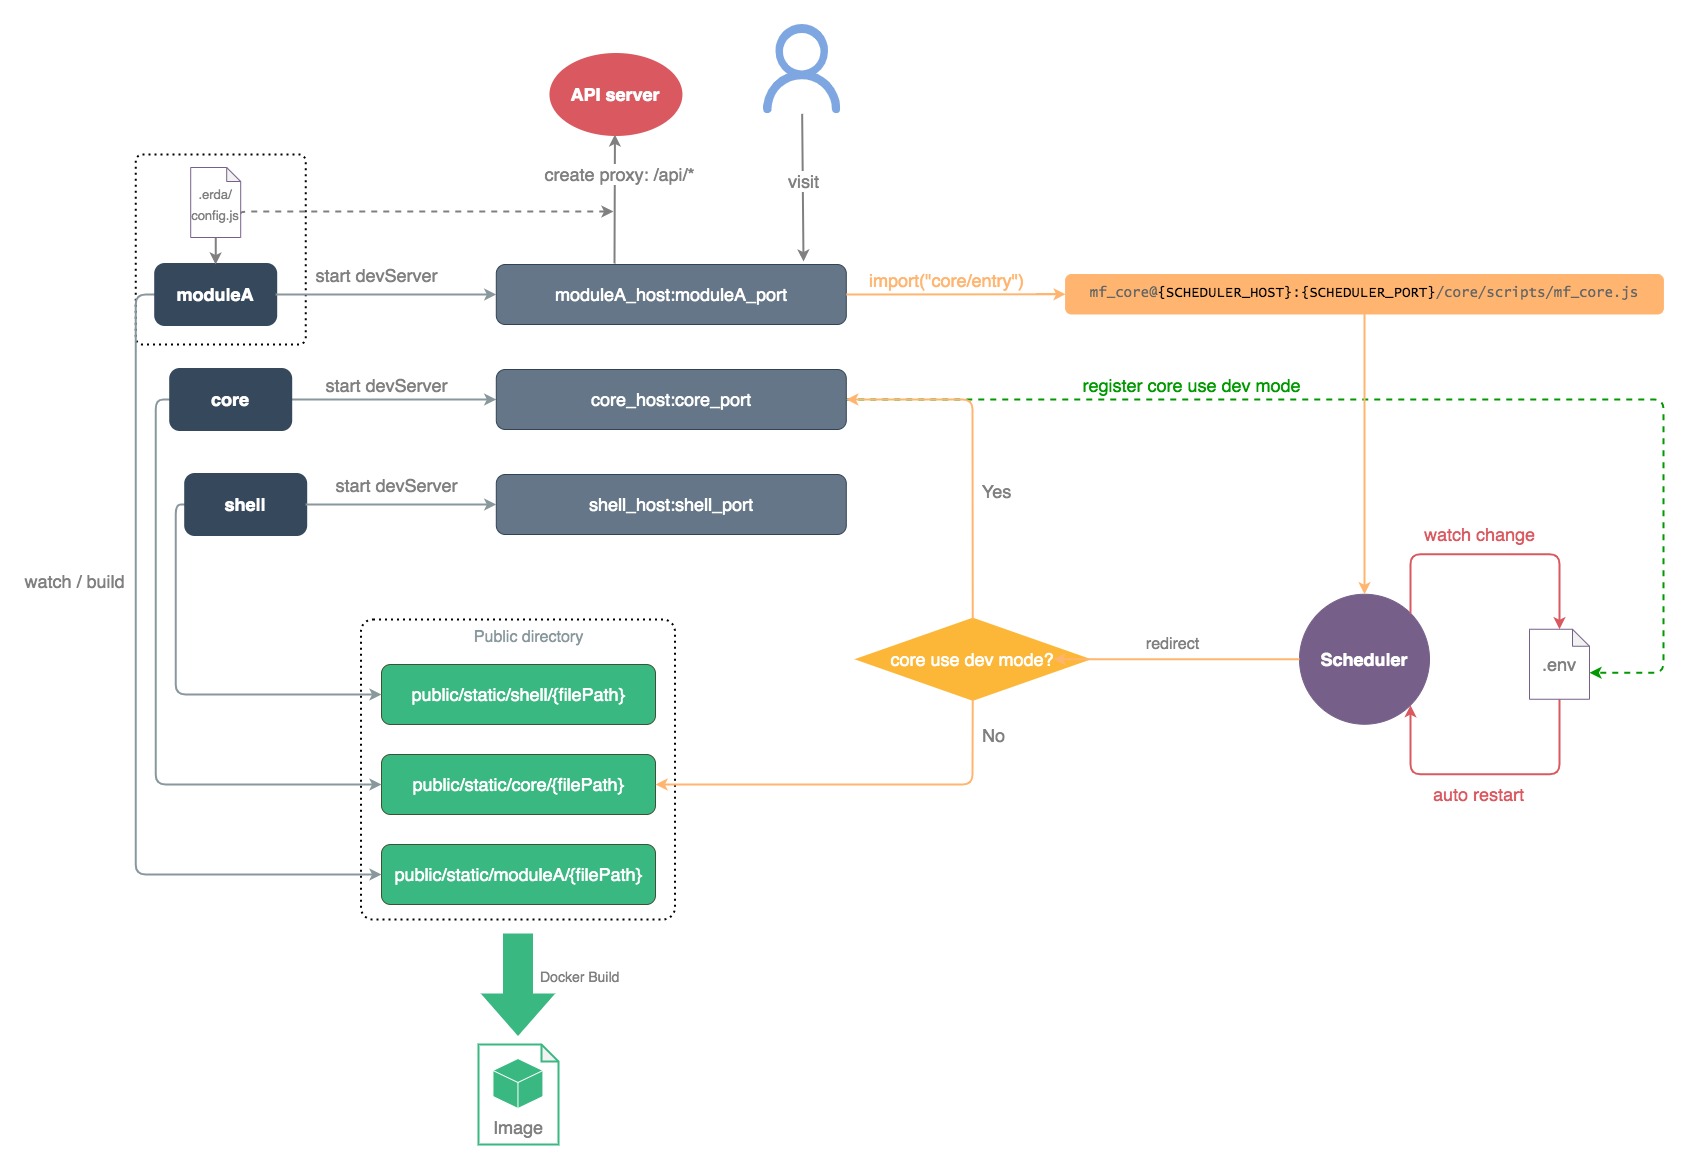 API server
create proxy: /api/*
visit
.erda/
config.js
moduleA
start devServer
moduleA_host:moduleA_port
import("core/entry")
mf_core@{SCHEDULER_HOST}:{SCHEDULER_PORT}/core/scripts/mf_core.js
core
start devServer
core_host:core_port
register core use dev mode
shell
start devServer
shell_host:shell_port
Yes
watch change
watch / build
Public directory
public/static/shell/{filePath}
core use dev mode?
redirect
Scheduler
.env
No
public/static/core/{filePath}
auto restart
public/static/moduleA/{filePath}
Docker Build
Image